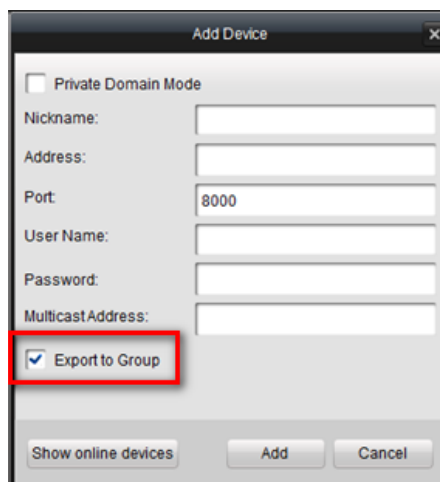 Add Device
Private Domain Mode
Nickname:
Address:
Port: 8000
User Name:
Password:
Multicast Address:
Export to Group
Show online devices Add Cancel